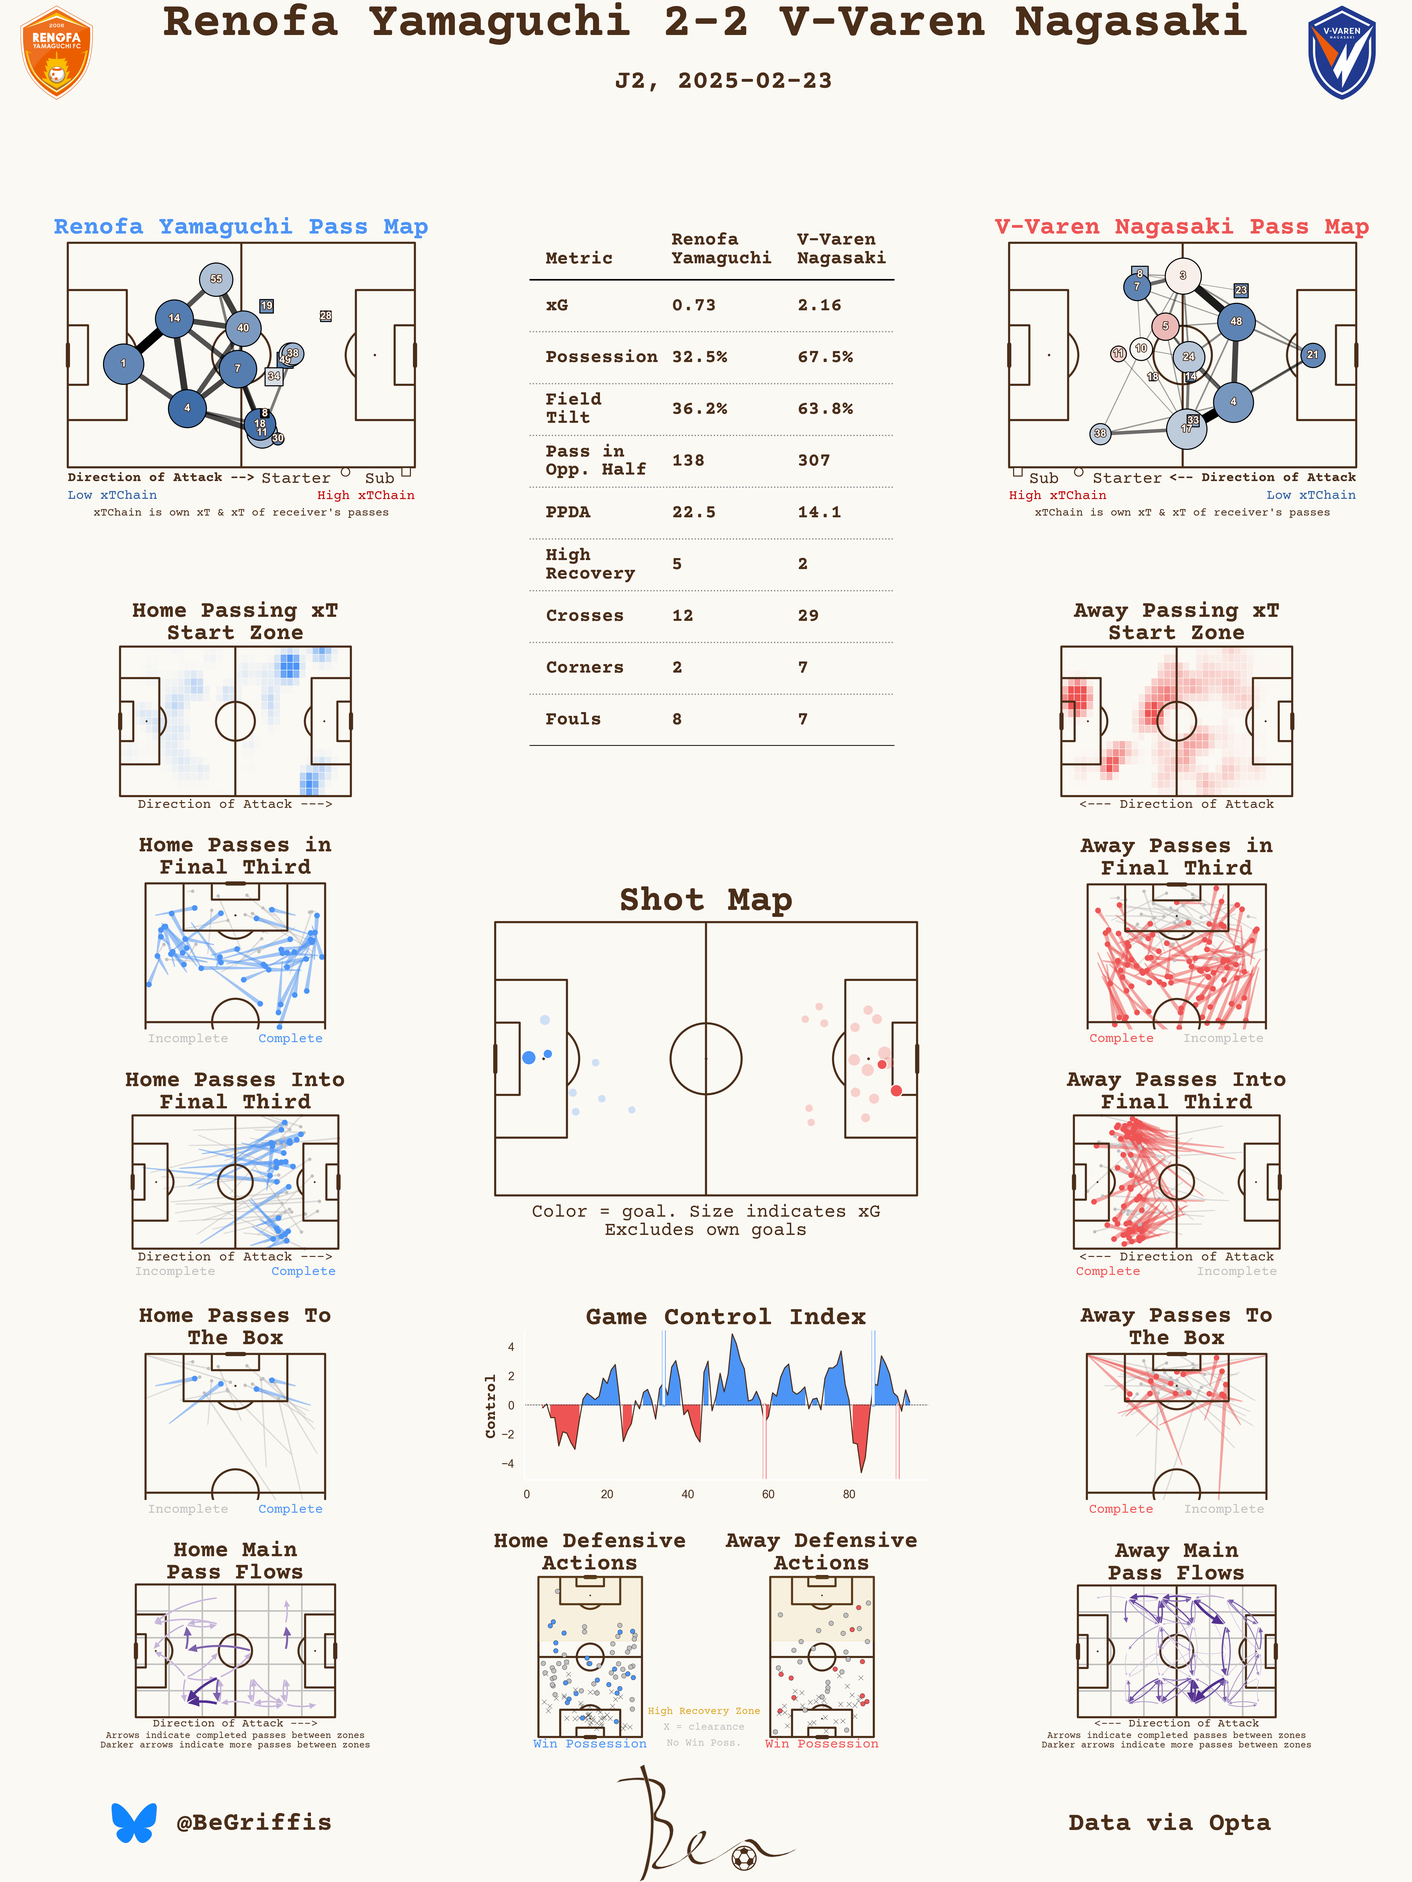 Renofa Yamaguchi 2-2 V-Varen Nagasaki
J2, 2025-02-23
2006
RENOFA
YAMAGUCHI FC
V-VAREN
NAGASAKI
Renofa Yamaguchi Pass Map
55
19
28
14
40
1
7
49
38
34
4
8
18
11
30
Direction of Attack --> Starter Sub
Low xTChain High xTChain
xTChain is own xT & xT of receiver's passes
Metric Renofa Yamaguchi V-Varen Nagasaki
xG 0.73 2.16
Possession 32.5% 67.5%
Field Tilt 36.2% 63.8%
Pass in Opp. Half 138 307
PPDA 22.5 14.1
High Recovery 5 2
Crosses 12 29
Corners 2 7
Fouls 8 7
V-Varen Nagasaki Pass Map
8
3
7
23
5
48
11
10
24
21
18
14
4
38
17
33
Sub Starter <-- Direction of Attack
High xTChain Low xTChain
xTChain is own xT & xT of receiver's passes
Home Passing xT
Start Zone
Direction of Attack --->
Away Passing xT
Start Zone
<--- Direction of Attack
Home Passes in
Final Third
Incomplete Complete
Away Passes in
Final Third
Complete Incomplete
Shot Map
Color = goal. Size indicates xG
Excludes own goals
Home Passes Into
Final Third
Direction of Attack --->
Incomplete Complete
Away Passes Into
Final Third
<--- Direction of Attack
Complete Incomplete
Home Passes To
The Box
Incomplete Complete
Game Control Index
Control
4
2
0
−2
−4
0 20 40 60 80
Away Passes To
The Box
Complete Incomplete
Home Main
Pass Flows
Direction of Attack --->
Arrows indicate completed passes between zones
Darker arrows indicate more passes between zones
Home Defensive
Actions
Win Possession
High Recovery Zone
X = clearance
No Win Poss.
Away Defensive
Actions
Win Possession
Away Main
Pass Flows
<--- Direction of Attack
Arrows indicate completed passes between zones
Darker arrows indicate more passes between zones
@BeGriffis
Ben
Data via Opta